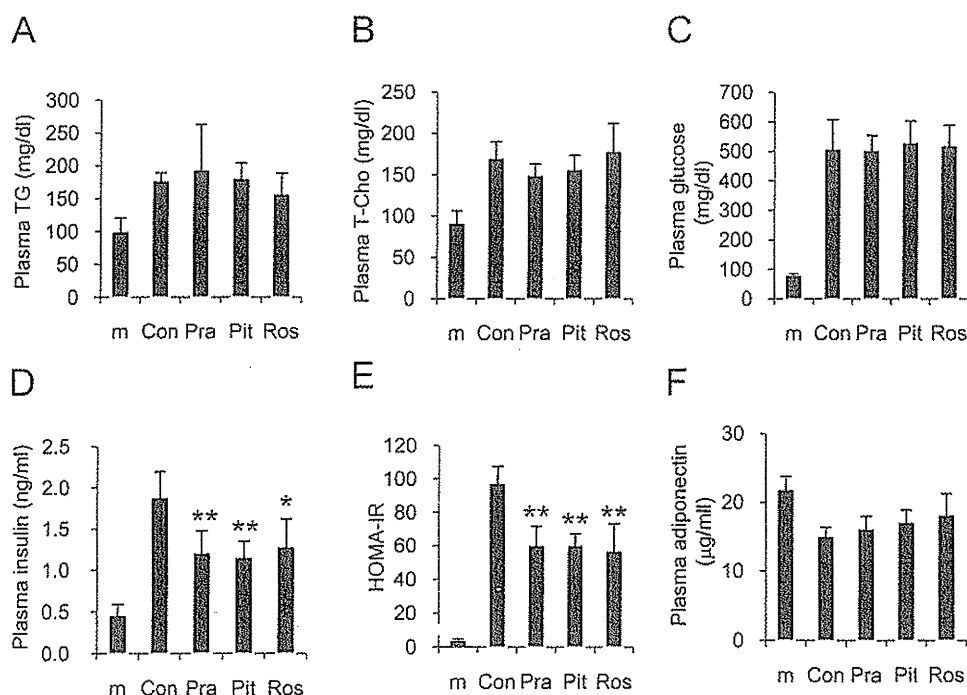 A
Plasma TG (mg/dl)
300
250
200
150
100
50
0
m Con Pra Pit Ros
B
Plasma T-Cho (mg/dl)
250
200
150
100
50
0
m Con Pra Pit Ros
C
Plasma glucose
(mg/dl)
700
600
500
400
300
200
100
0
m Con Pra Pit Ros
D
Plasma insulin (ng/ml)
2.5
2.0
1.5
1.0
0.5
0.0
** ** *
m Con Pra Pit Ros
E
HOMA-IR
120
100
80
60
40
20
0
** ** **
m Con Pra Pit Ros
F
Plasma adiponectin
(μg/ml)
30
20
10
0
m Con Pra Pit Ros